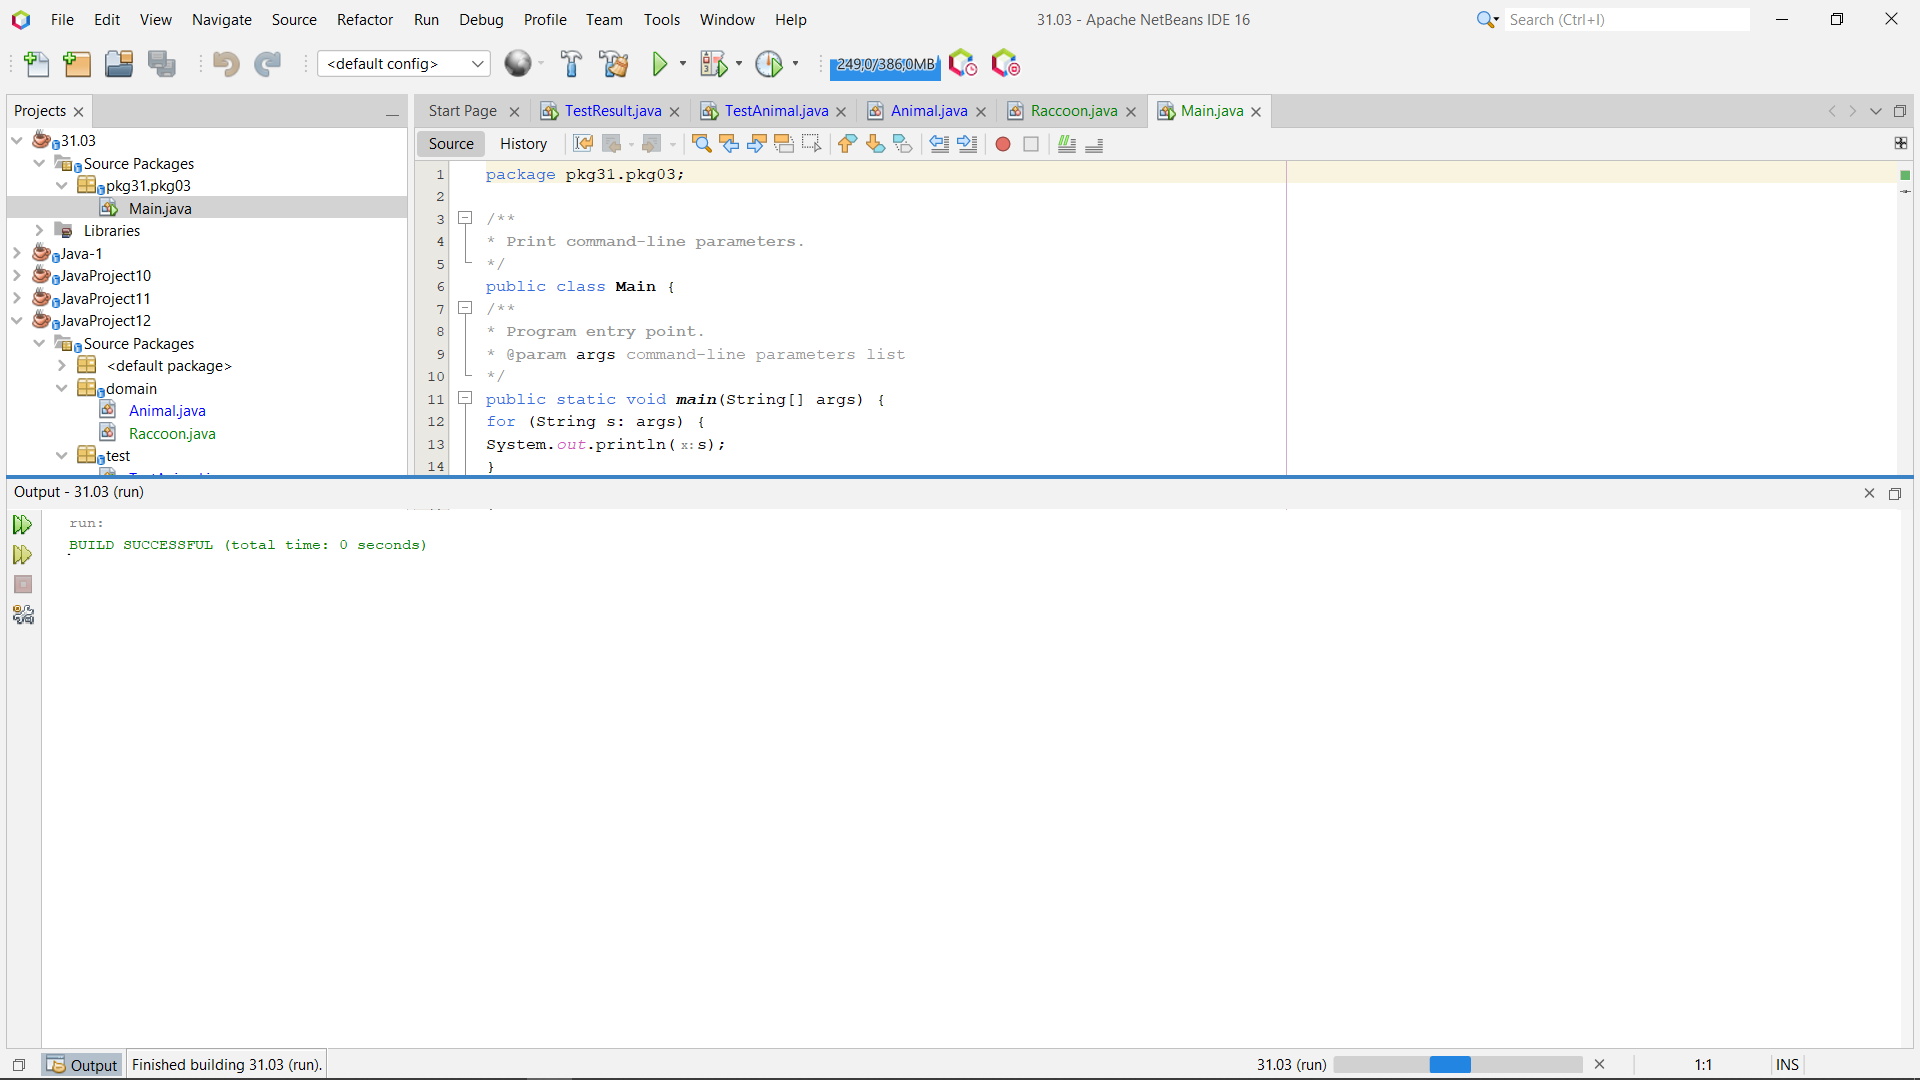 File Edit View Navigate Source Refactor Run Debug Profile Team Tools Window Help
31.03 - Apache NetBeans IDE 16
Search (Ctrl+I)
<default config>
249,0/386,0MB
Projects
31.03
Source Packages
pkg31.pkg03
Main.java
Libraries
Java-1
JavaProject10
JavaProject11
JavaProject12
Source Packages
<default package>
domain
Animal.java
Raccoon.java
test
Start Page TestResult.java TestAnimal.java Animal.java Raccoon.java Main.java
Source History
1 package pkg31.pkg03;
2
3 /**
4 * Print command-line parameters.
5 */
6 public class Main {
7 /**
8 * Program entry point.
9 * @param args command-line parameters list
10 */
11 public static void main(String[] args) {
12 for (String s: args) {
13 System.out.println( x: s);
14 }
Output - 31.03 (run)
run:
BUILD SUCCESSFUL (total time: 0 seconds)
Output
Finished building 31.03 (run).
31.03 (run)
1:1
INS